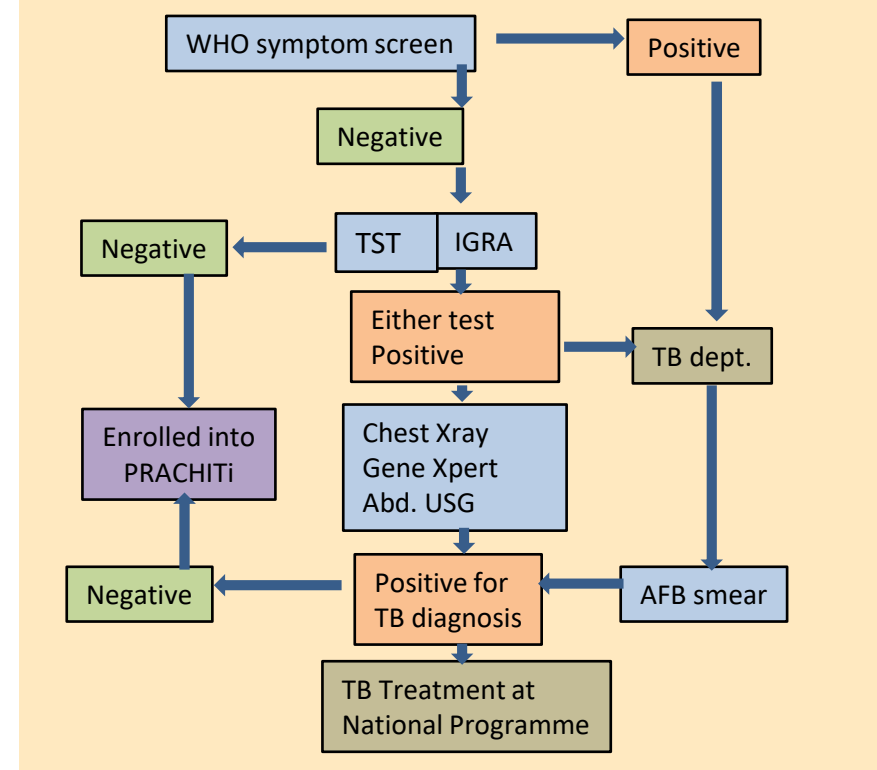 WHO symptom screen
Positive
Negative
Negative
TST
IGRA
Either test
Positive
TB dept.
Enrolled into
PRACHITi
Chest Xray
Gene Xpert
Abd. USG
Negative
Positive for
TB diagnosis
AFB smear
TB Treatment at
National Programme